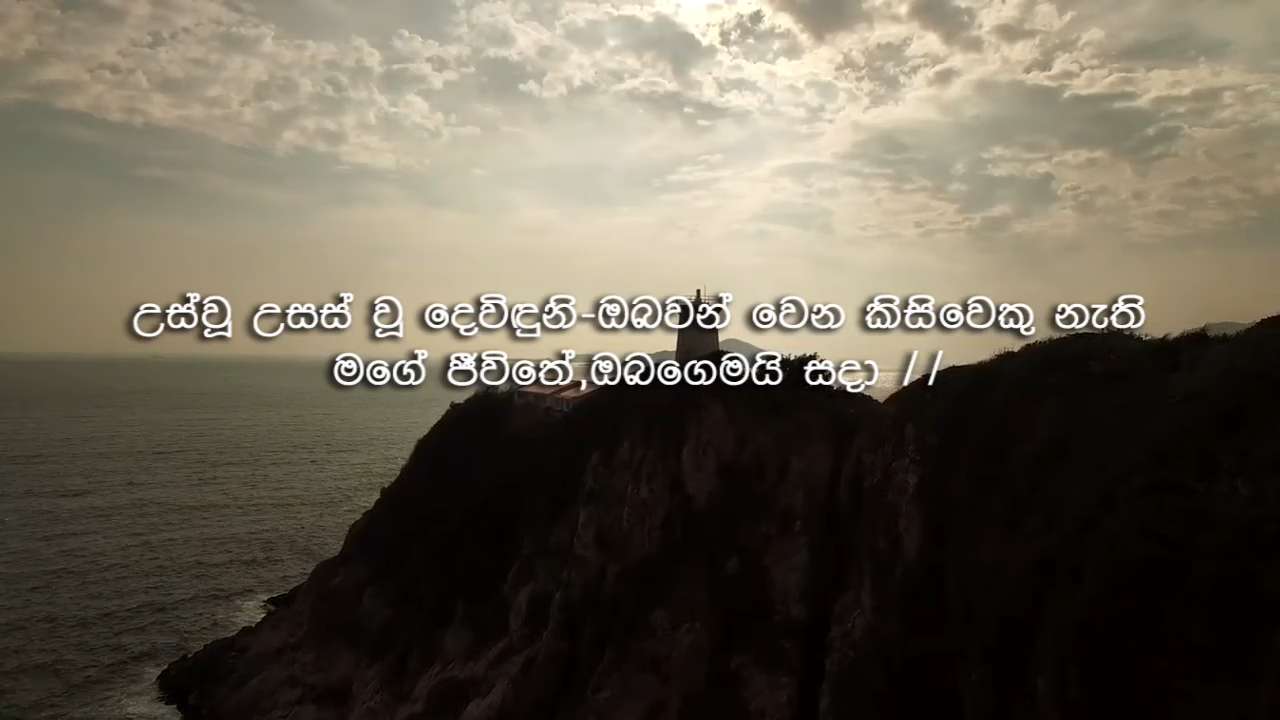 උස්වූ උසස් වූ දෙවිඳුනි-ඔබවන් වෙන කිසිවෙකු නැති
මගේ ජීවිතේ,ඔබගෙමයි සදා //